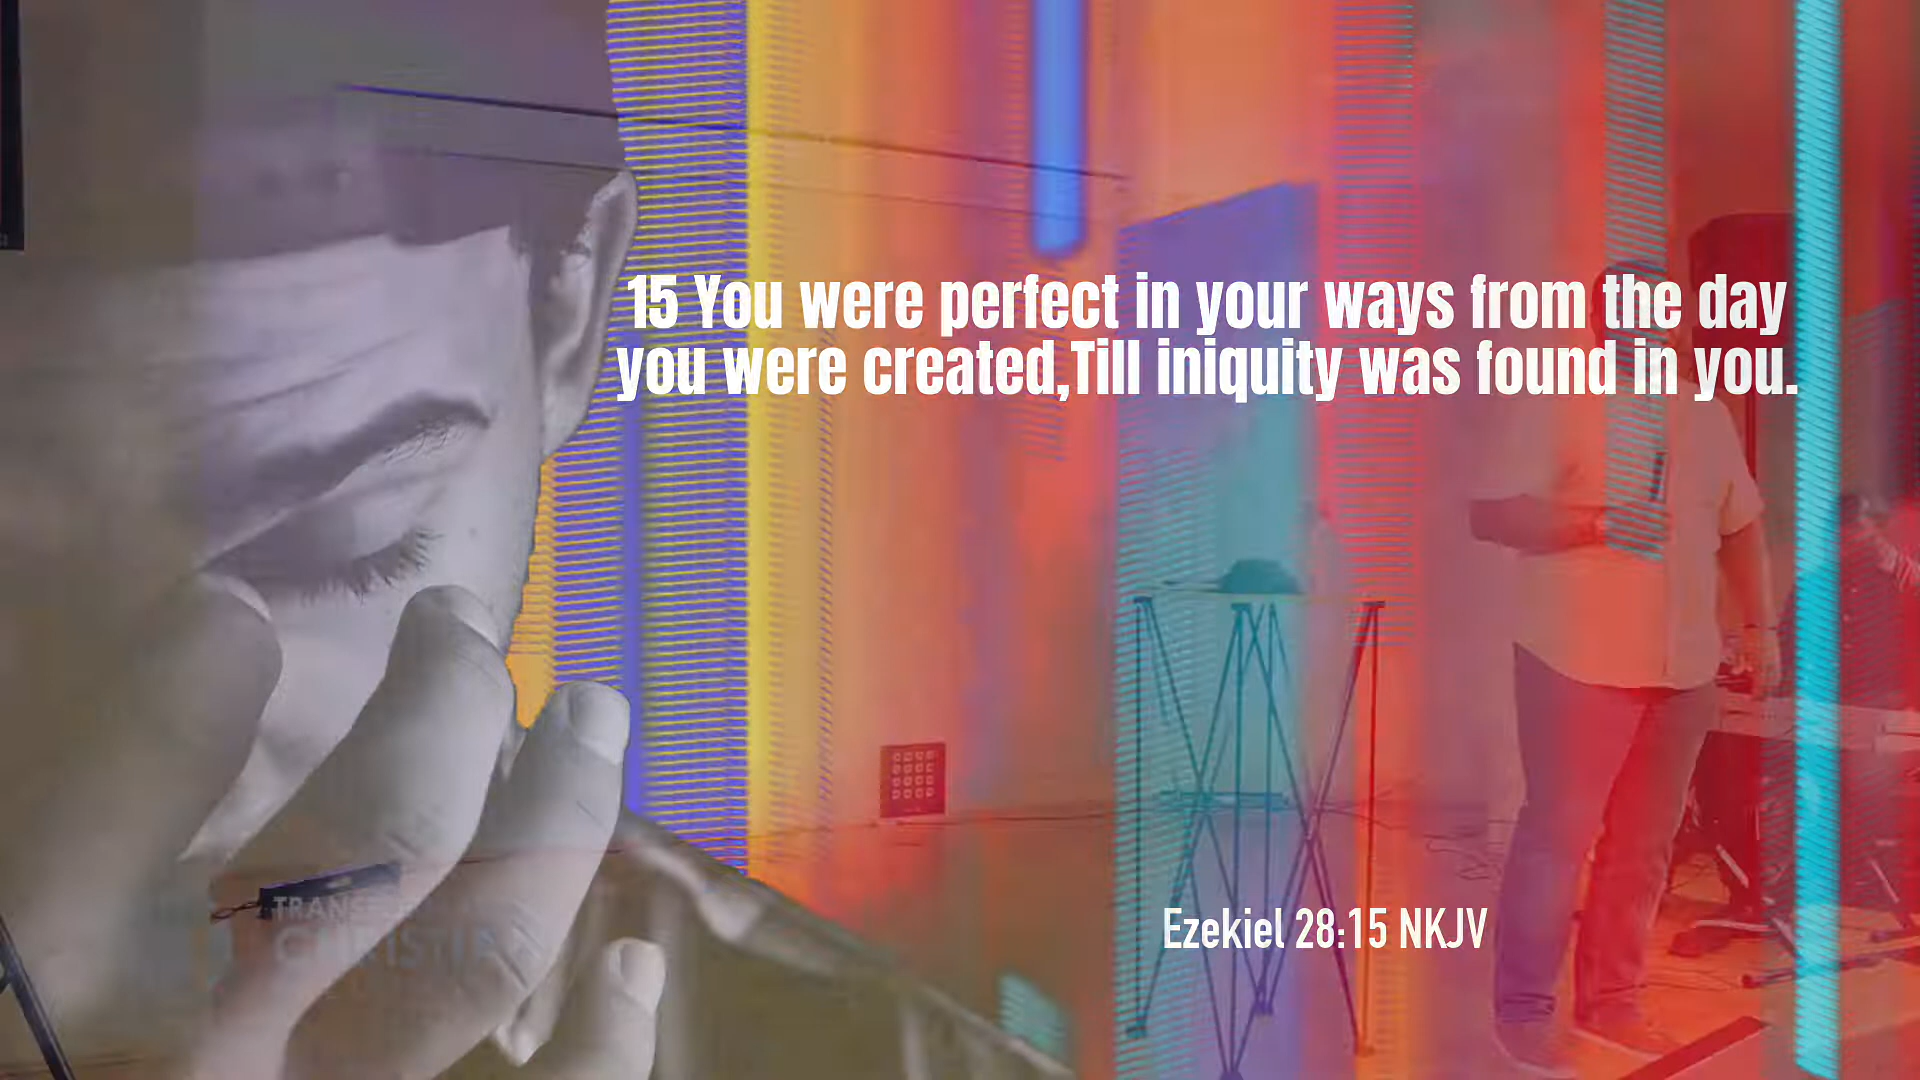 15 You were perfect in your ways from the day
you were created,Till iniquity was found in you.
Ezekiel 28:15 NKJV